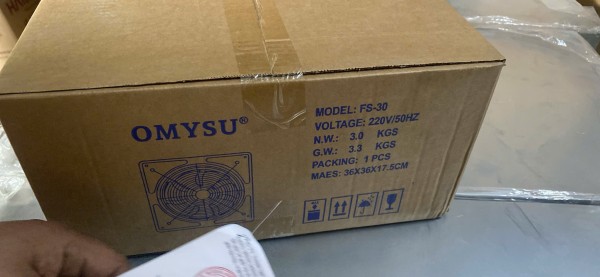 OMYSU®
MODEL: FS-30
VOLTAGE: 220V/50HZ
N.W.: 3.0 KGS
G.W.: 3.3 KGS
PACKING: 1 PCS
MAES: 36X36X17.5CM